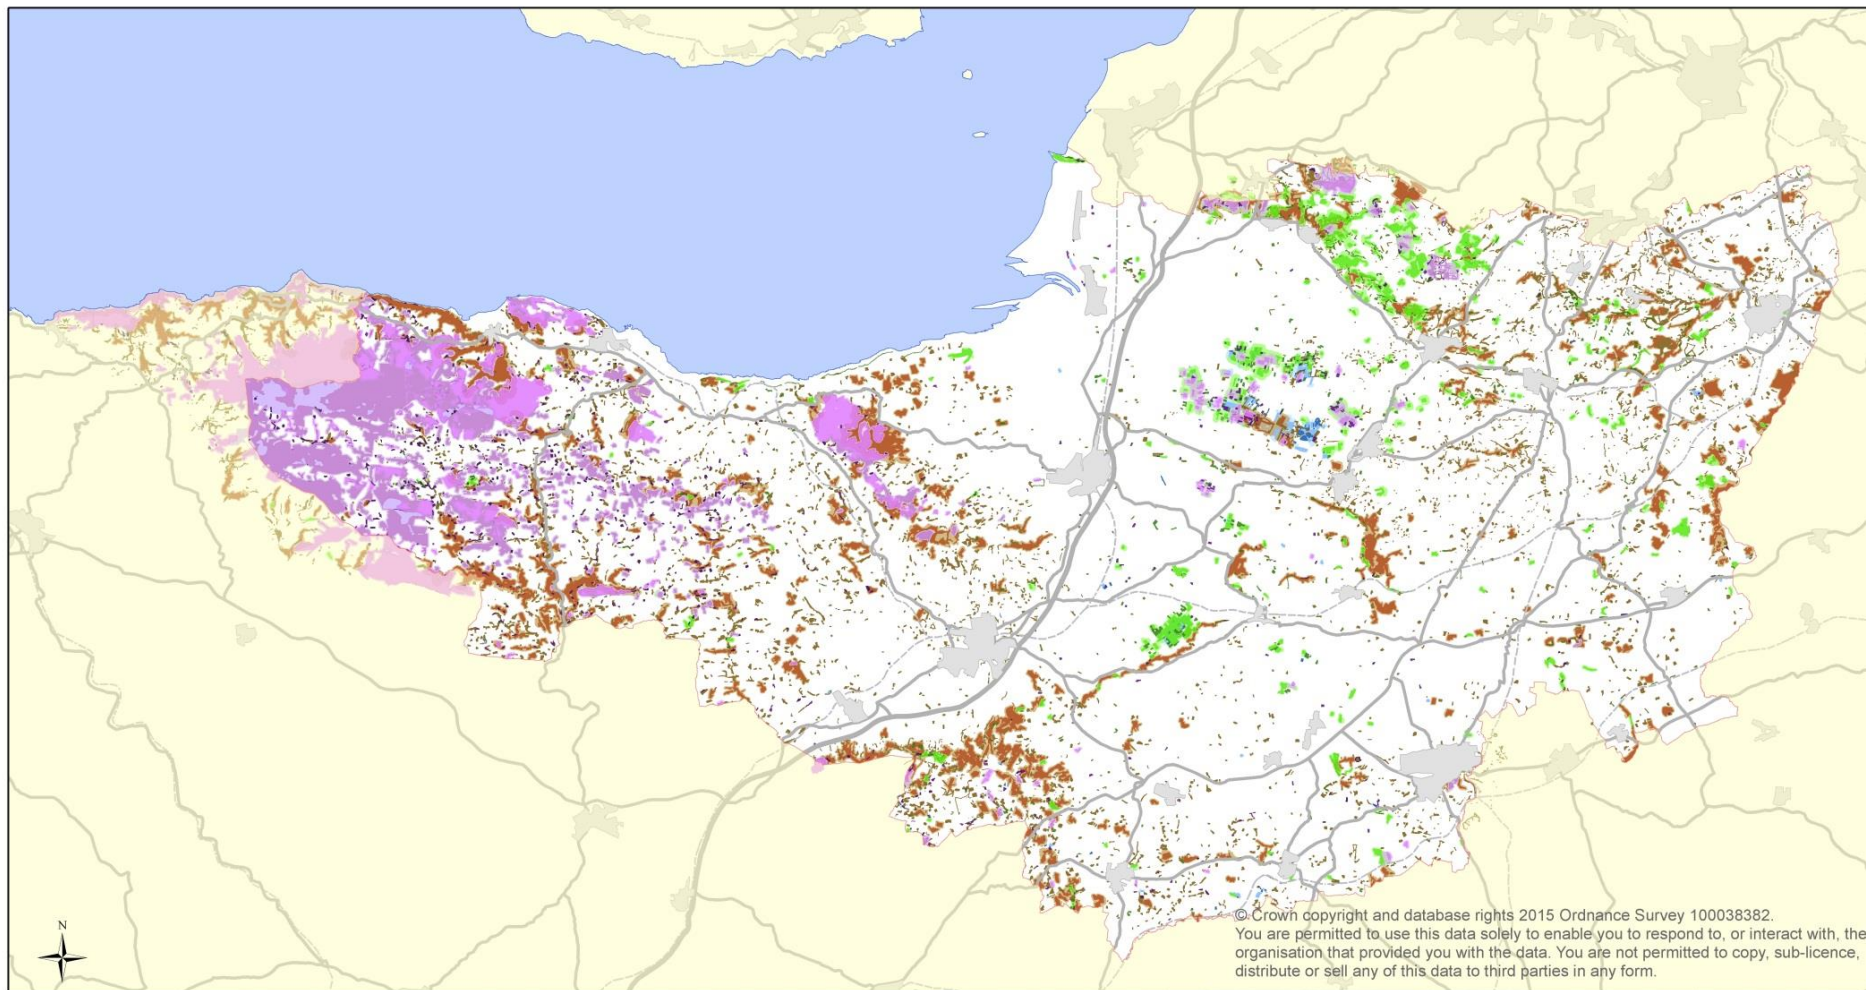 N
© Crown copyright and database rights 2015 Ordnance Survey 100038382.
You are permitted to use this data solely to enable you to respond to, or interact with, the
organisation that provided you with the data. You are not permitted to copy, sub-licence,
distribute or sell any of this data to third parties in any form.